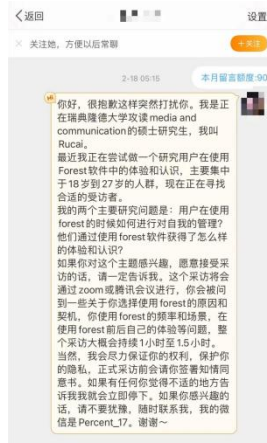 返回
设置
× 关注她，方便以后常聊
+关注
2-18 05:15
本月留言额度:90
你好，很抱歉这样突然打扰你。我是正
在瑞典隆德大学攻读media and
communication的硕士研究生，我叫
Rucai。
最近我正在尝试做一个研究用户在使用
Forest软件中的体验和认识，主要集中
于18岁到27岁的人群，现在正在寻找
合适的受访者。
我的两个主要研究问题是：用户在使用
forest的时候如何进行对自我的管理？
他们通过使用forest软件获得了怎么样
的体验和认识？
如果你对这个主题感兴趣，愿意接受采
访的话，请一定告诉我。这个采访将会
通过zoom或腾讯会议进行，你会被问
到一些关于你选择使用forest的原因和
契机，你使用forest的频率和场景，在
使用forest前后自己的体验等问题，整
个采访大概会持续1小时至1.5小时。
当然，我会尽力保证你的权利，保护你
的隐私，正式采访前会请你签署知情同
意书。如果有任何你觉得不适的地方告
诉我我就会立即停下。如果你感兴趣的
话，请不要犹豫，随时联系我，我的微
信是Percent_17。谢谢~